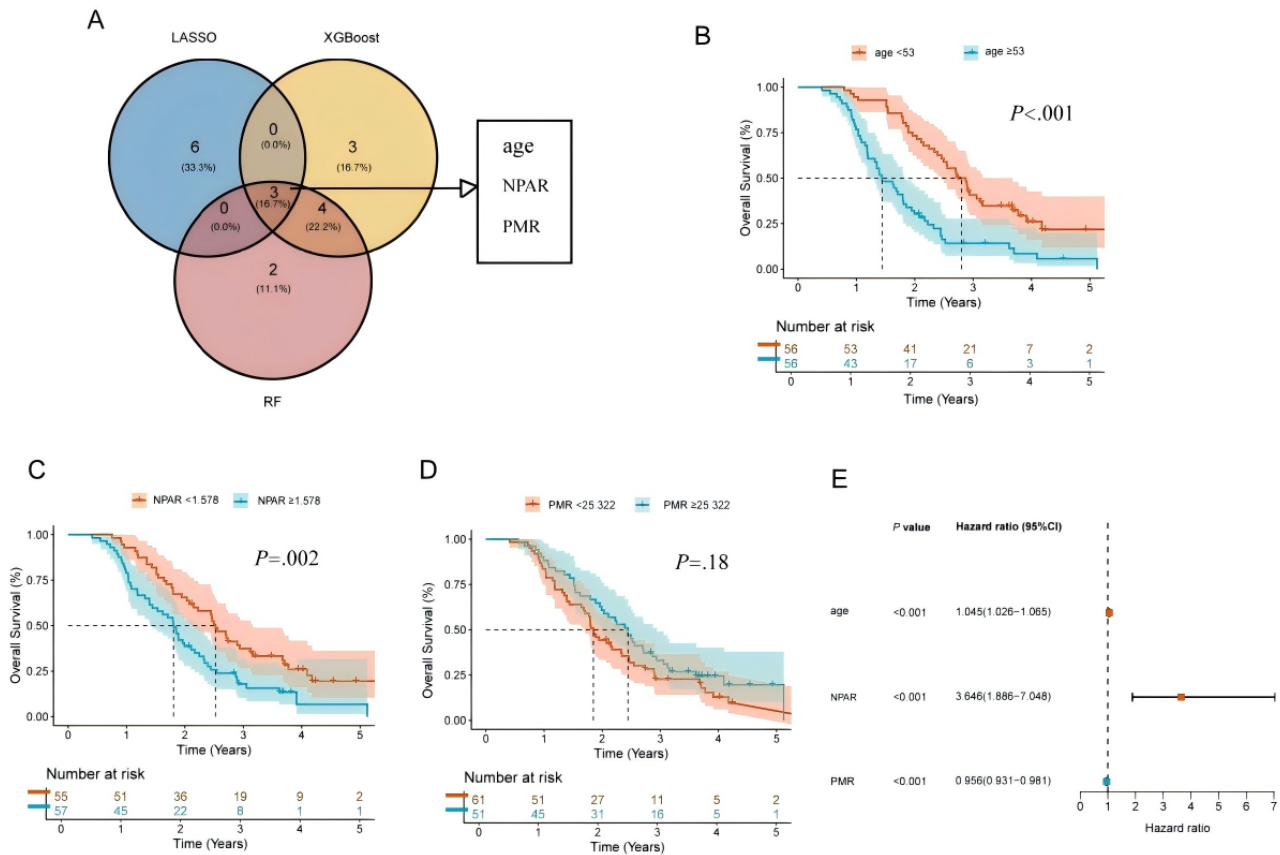 A
LASSO
XGBoost
6
(33.3%)
0
(0.0%)
3
(16.7%)
3
(16.7%)
0
(0.0%)
4
(22.2%)
2
(11.1%)
RF
age
NPAR
PMR
B
age <53 age ≥53
P<.001
Overall Survival (%)
1.00
0.75
0.50
0.25
0.00
0 1 2 3 4 5
Time (Years)
Number at risk
56 53 41 21 7 2
56 43 17 6 3 1
0 1 2 3 4 5
Time (Years)
C
NPAR <1.578 NPAR ≥1.578
P=.002
Overall Survival (%)
1.00
0.75
0.50
0.25
0.00
0 1 2 3 4 5
Time (Years)
Number at risk
55 51 36 19 9 2
57 45 22 8 1 1
0 1 2 3 4 5
Time (Years)
D
PMR <25 322 PMR ≥25 322
P=.18
Overall Survival (%)
1.00
0.75
0.50
0.25
0.00
0 1 2 3 4 5
Time (Years)
Number at risk
61 51 27 11 5 2
51 45 31 16 5 1
0 1 2 3 4 5
Time (Years)
E
P value Hazard ratio (95%CI)
age <0.001 1.045(1.026−1.065)
NPAR <0.001 3.646(1.886−7.048)
PMR <0.001 0.956(0.931−0.981)
0 1 2 3 4 5 6 7
Hazard ratio